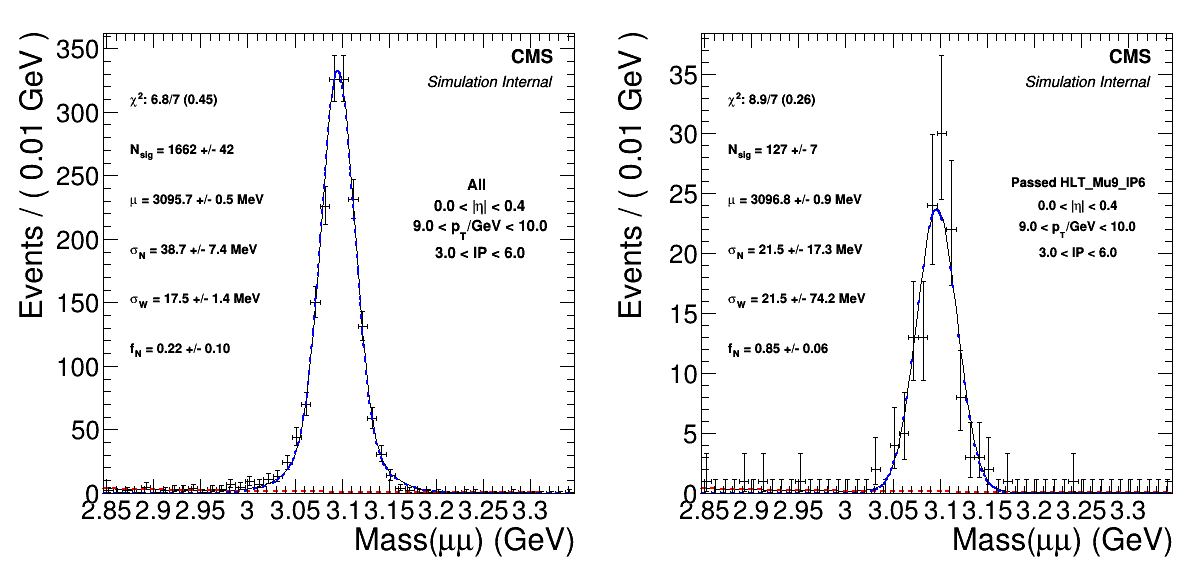 CMS
Simulation Internal
χ²: 6.8/7 (0.45)
N_sig = 1662 +/- 42
μ = 3095.7 +/- 0.5 MeV
σ_N = 38.7 +/- 7.4 MeV
σ_W = 17.5 +/- 1.4 MeV
f_N = 0.22 +/- 0.10
All
0.0 < |η| < 0.4
9.0 < p_T/GeV < 10.0
3.0 < IP < 6.0
Events / ( 0.01 GeV )
350
300
250
200
150
100
50
0
2.85 2.9 2.95 3 3.05 3.1 3.15 3.2 3.25 3.3
Mass(μμ) (GeV)
CMS
Simulation Internal
χ²: 8.9/7 (0.26)
N_sig = 127 +/- 7
μ = 3096.8 +/- 0.9 MeV
σ_N = 21.5 +/- 17.3 MeV
σ_W = 21.5 +/- 74.2 MeV
f_N = 0.85 +/- 0.06
Passed HLT_Mu9_IP6
0.0 < |η| < 0.4
9.0 < p_T/GeV < 10.0
3.0 < IP < 6.0
Events / ( 0.01 GeV )
35
30
25
20
15
10
5
0
2.85 2.9 2.95 3 3.05 3.1 3.15 3.2 3.25 3.3
Mass(μμ) (GeV)